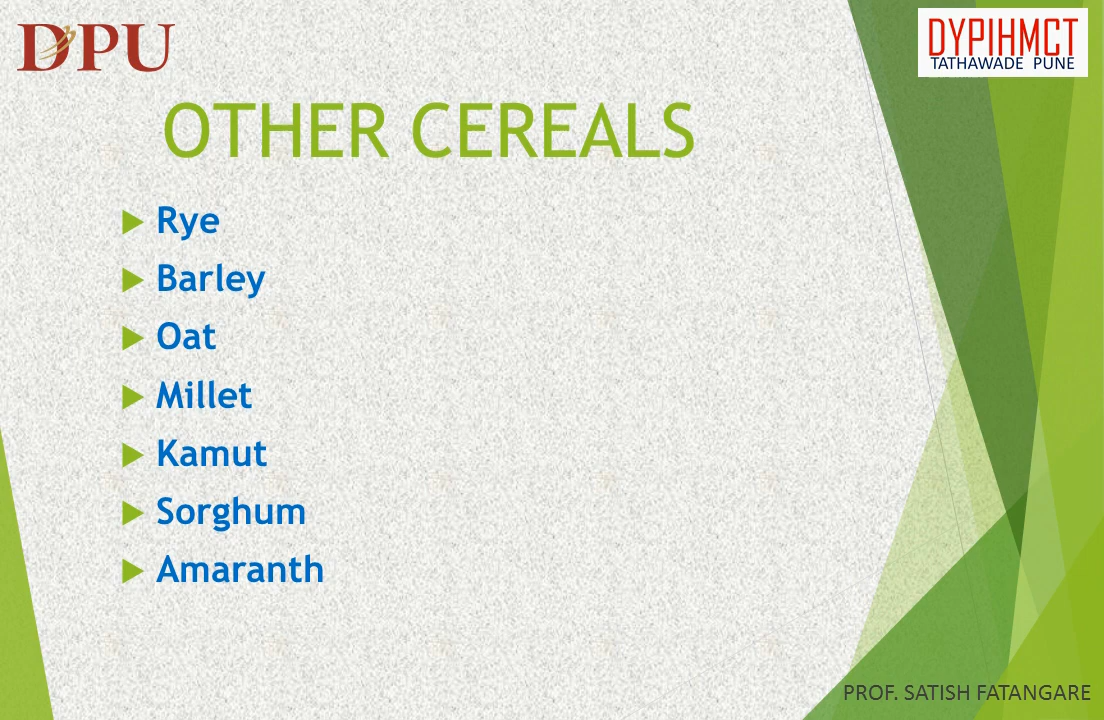 DPU
DYPIHMCT
TATHAWADE PUNE
OTHER CEREALS
Rye
Barley
Oat
Millet
Kamut
Sorghum
Amaranth
PROF. SATISH FATANGARE